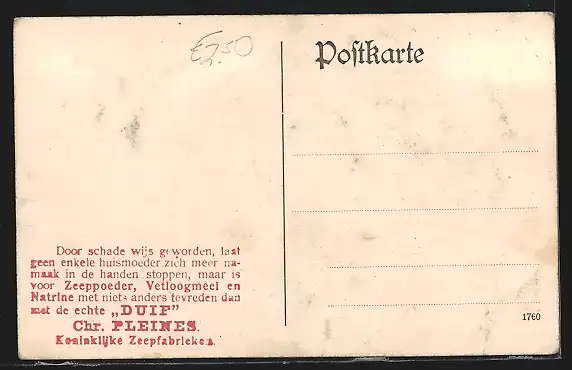 € 2.50
Postkarte
Door schade wijs geworden, laat
geen enkele huismoeder zich meer na-
maak in de handen stoppen, maar is
voor Zeeppoeder, Vetloogmeel en
Natrine met niets anders tevreden dan
met de echte „DUIF”
Chr. PLEINES.
Koninklijke Zeepfabrieken.
1760